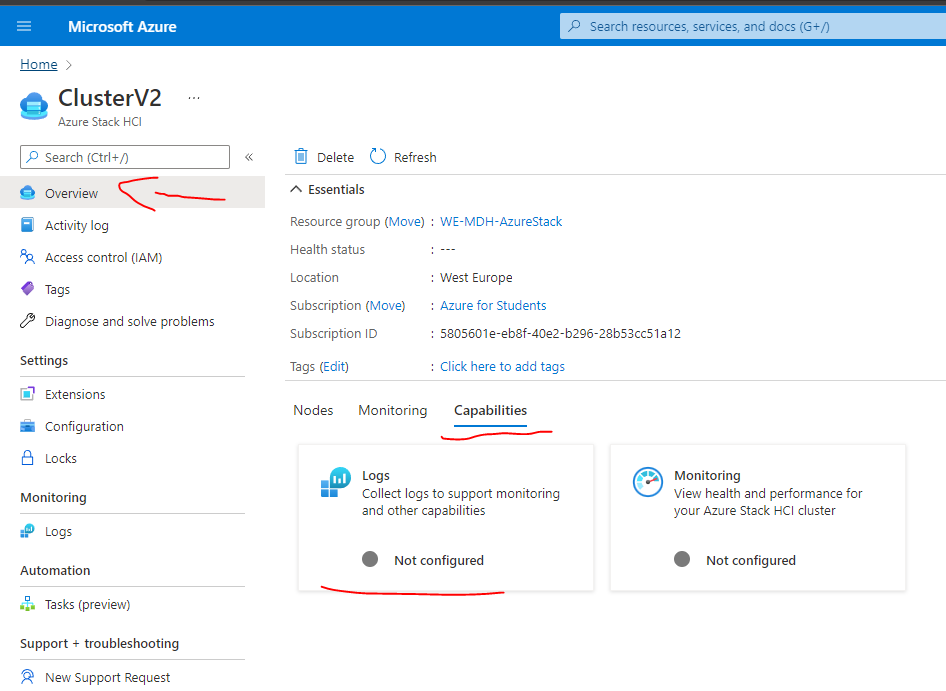 Microsoft Azure
Search resources, services, and docs (G+/)
Home
ClusterV2 ...
Azure Stack HCI
Search (Ctrl+/) «
Overview
Activity log
Access control (IAM)
Tags
Diagnose and solve problems
Settings
Extensions
Configuration
Locks
Monitoring
Logs
Automation
Tasks (preview)
Support + troubleshooting
New Support Request
Delete Refresh
Essentials
Resource group (Move) : WE-MDH-AzureStack
Health status : ---
Location : West Europe
Subscription (Move) : Azure for Students
Subscription ID : 5805601e-eb8f-40e2-b296-28b53cc51a12
Tags (Edit) : Click here to add tags
Nodes Monitoring Capabilities
Logs
Collect logs to support monitoring
and other capabilities
Not configured
Monitoring
View health and performance for
your Azure Stack HCI cluster
Not configured